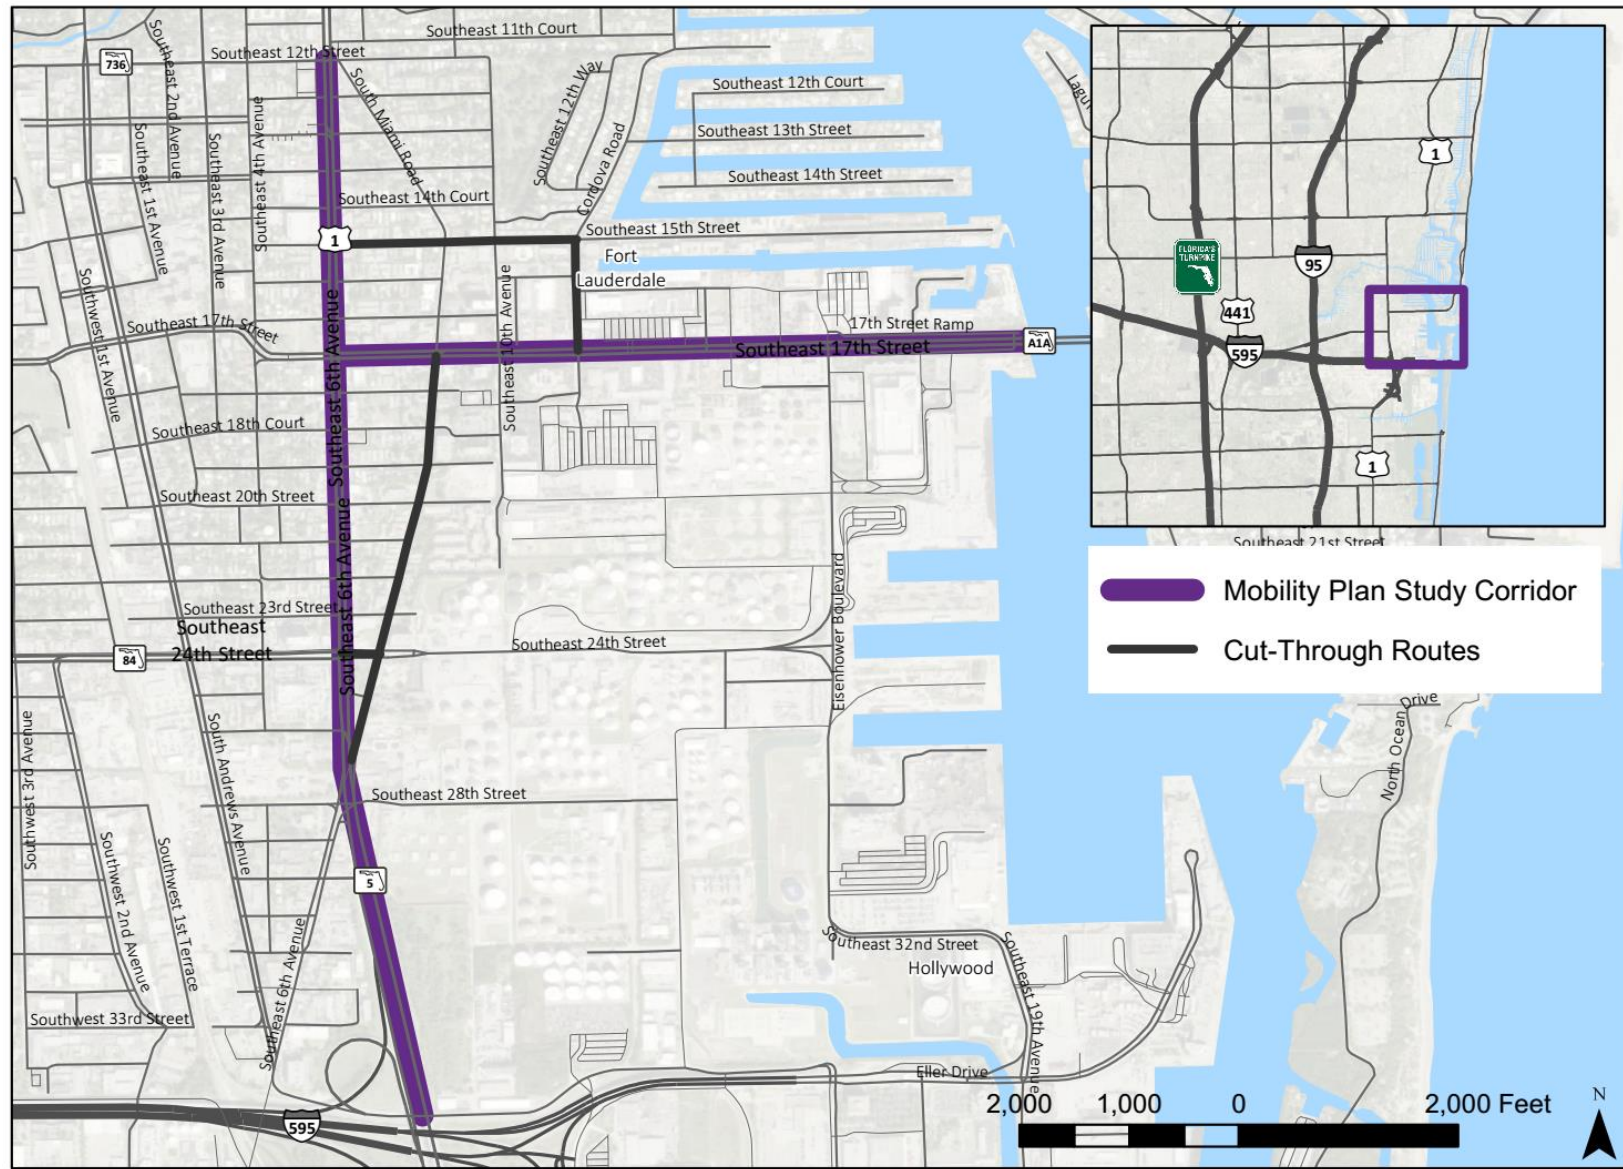 Southeast 11th Court
Southeast 12th Street
736
Southeast 2nd Avenue
Southeast 1st Avenue
Southeast 3rd Avenue
Southeast 4th Avenue
South Miami Road
Southeast 12th Way
Cordova Road
Southeast 12th Court
Southeast 13th Street
Southeast 14th Street
Southeast 14th Court
Southeast 15th Street
1
Fort
Lauderdale
Southeast 10th Avenue
Southwest 1st Avenue
Southeast 17th Street
Southeast 6th Avenue
17th Street Ramp
Southeast 17th Street
A1A
Southeast 18th Court
Southeast 20th Street
Southeast 6th Avenue
Southeast 23rd Street
Southeast
24th Street
84
Southeast 24th Street
Eisenhower Boulevard
Southwest 3rd Avenue
South Andrews Avenue
Southeast 28th Street
5
Southwest 2nd Avenue
Southwest 1st Terrace
Southeast 6th Avenue
Southwest 33rd Street
Southeast 32nd Street
Hollywood
Southeast 19th Avenue
Eller Drive
595
1
FLORIDA'S
TURNPIKE
95
441
595
1
Southeast 21st Street
Mobility Plan Study Corridor
Cut-Through Routes
North Ocean Drive
2,000 1,000 0 2,000 Feet
N